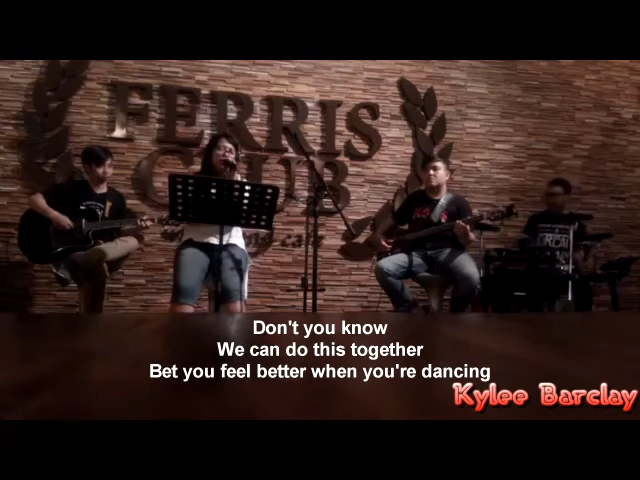 FERRIS
CLUB
Don't you know
We can do this together
Bet you feel better when you're dancing
Kylee Barclay